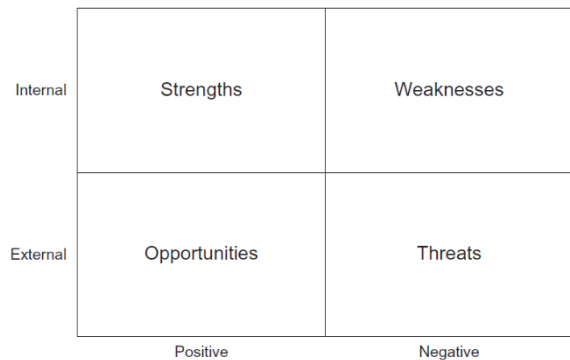 Internal
Strengths
Weaknesses
External
Opportunities
Threats
Positive
Negative